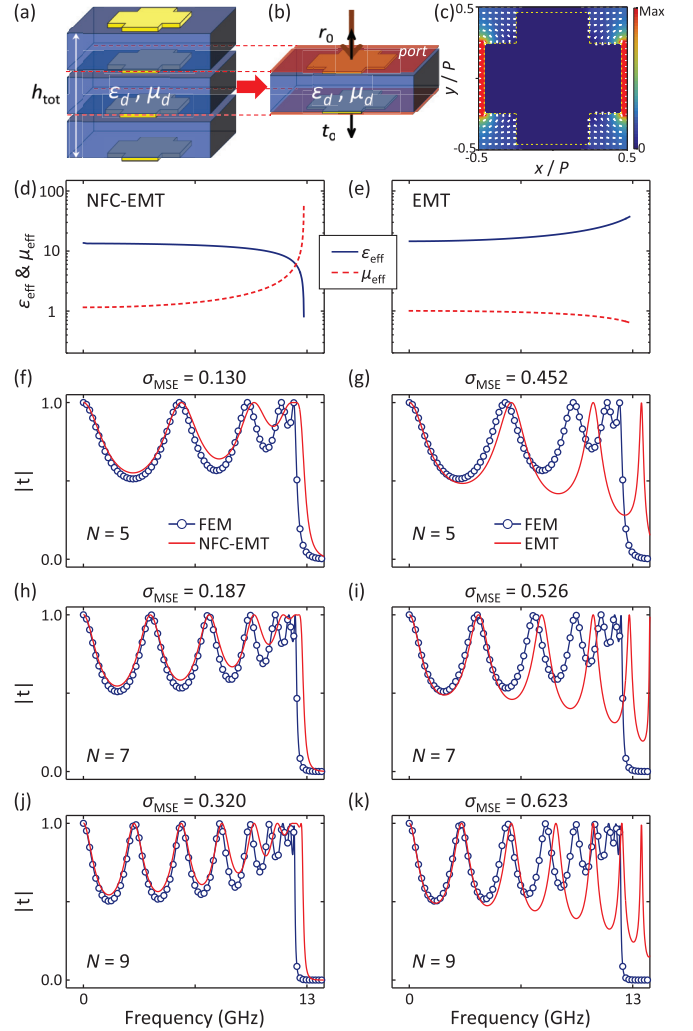 (a)
(b)
(c)
h_tot
ε_d , μ_d
r_0
port
ε_d , μ_d
t_0
0.5
y / P
-0.5
-0.5
x / P
0.5
Max
0
(d)
NFC-EMT
(e)
EMT
100
10
1
ε_eff & μ_eff
ε_eff
μ_eff
(f)
σ_MSE = 0.130
(g)
σ_MSE = 0.452
1.0
|t|
0.0
N = 5
FEM
NFC-EMT
N = 5
FEM
EMT
(h)
σ_MSE = 0.187
(i)
σ_MSE = 0.526
1.0
|t|
0.0
N = 7
N = 7
(j)
σ_MSE = 0.320
(k)
σ_MSE = 0.623
1.0
|t|
0.0
N = 9
N = 9
0
13
0
13
Frequency (GHz)
Frequency (GHz)